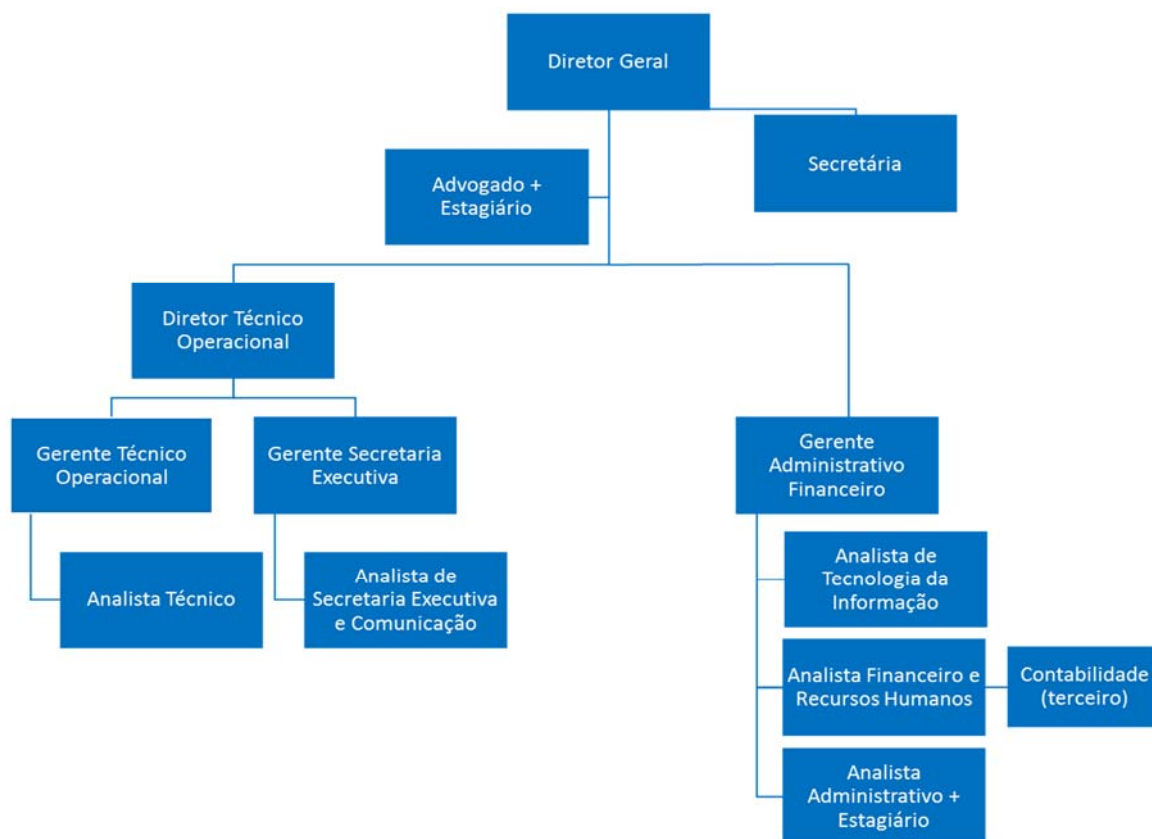 Diretor Geral
Secretária
Advogado +
Estagiário
Diretor Técnico
Operacional
Gerente Técnico
Operacional
Gerente Secretaria
Executiva
Gerente
Administrativo
Financeiro
Analista Técnico
Analista de
Secretaria Executiva
e Comunicação
Analista de
Tecnologia da
Informação
Analista Financeiro e
Recursos Humanos
Contabilidade
(terceiro)
Analista
Administrativo +
Estagiário